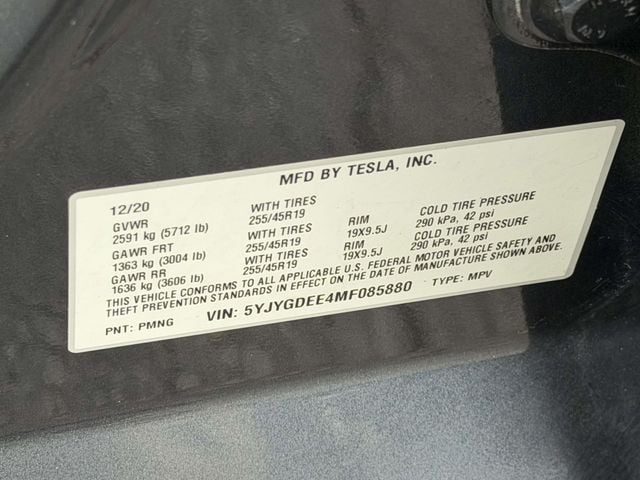 MFD BY TESLA, INC.
12/20
GVWR WITH TIRES RIM COLD TIRE PRESSURE
2591 kg (5712 lb) 255/45R19 19X9.5J 290 kPa, 42 psi
GAWR FRT WITH TIRES RIM COLD TIRE PRESSURE
1363 kg (3004 lb) 255/45R19 19X9.5J 290 kPa, 42 psi
GAWR RR WITH TIRES
1636 kg (3606 lb) 255/45R19
THIS VEHICLE CONFORMS TO ALL APPLICABLE U.S. FEDERAL MOTOR VEHICLE SAFETY AND
THEFT PREVENTION STANDARDS IN EFFECT ON THE DATE OF MANUFACTURE SHOWN ABOVE.
PNT: PMNG VIN: 5YJYGDEE4MF085880 TYPE: MPV